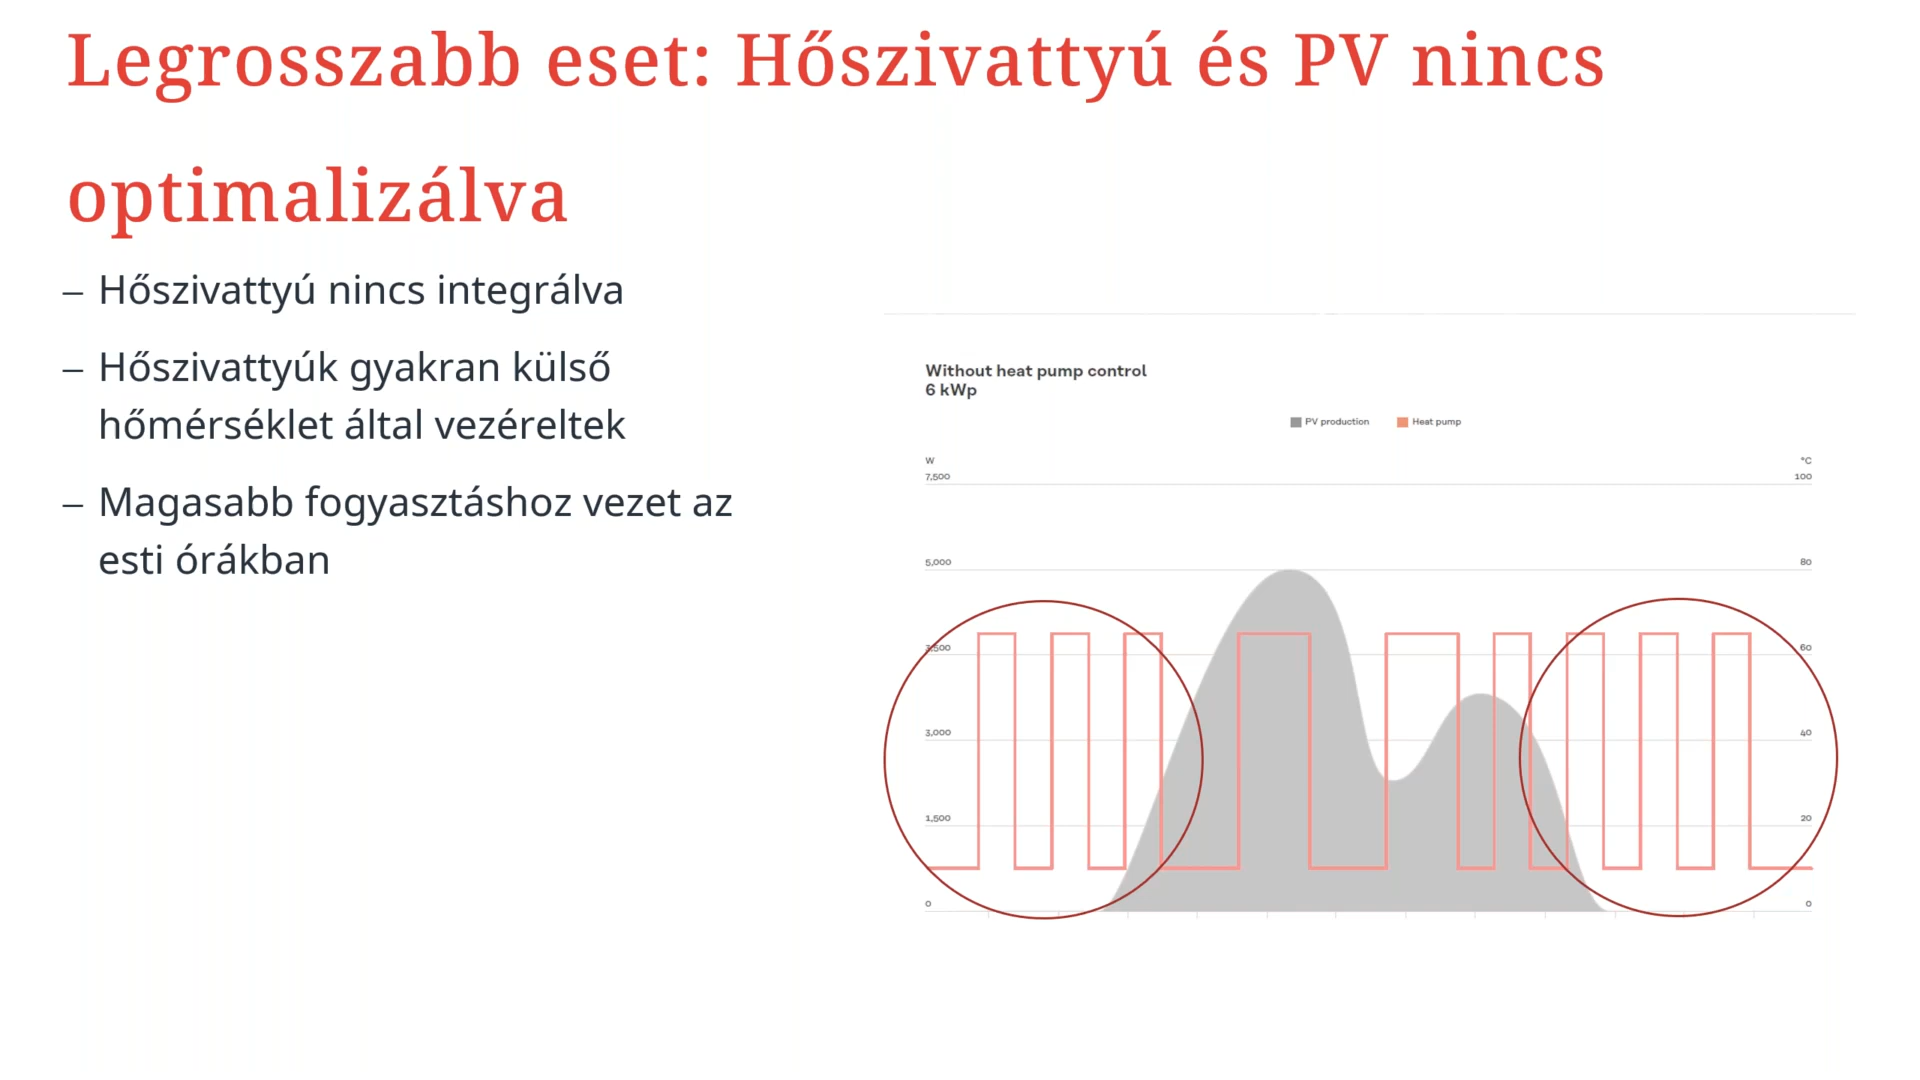 Legrosszabb eset: Hőszivattyú és PV nincs
optimalizálva
– Hőszivattyú nincs integrálva
– Hőszivattyúk gyakran külső
hőmérséklet által vezéreltek
– Magasabb fogyasztáshoz vezet az
esti órákban
Without heat pump control
6 kWp
PV production Heat pump
W °C
7,500 100
5,000 80
3,500 60
3,000 40
1,500 20
0 0